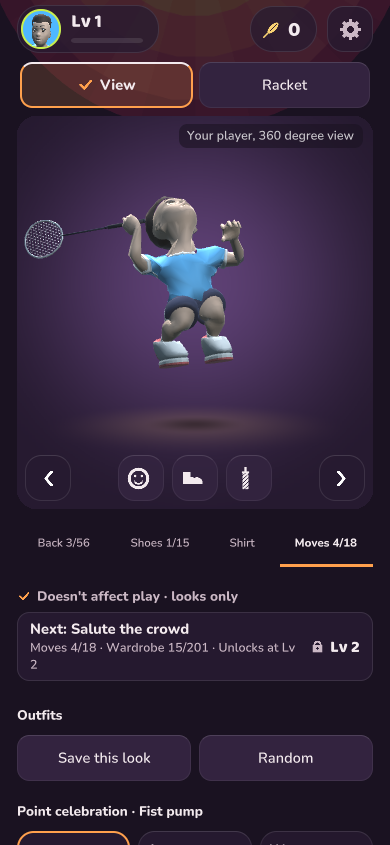 Lv 1
0
View
Racket
Your player, 360 degree view
Back 3/56
Shoes 1/15
Shirt
Moves 4/18
Doesn't affect play · looks only
Next: Salute the crowd
Moves 4/18 · Wardrobe 15/201 · Unlocks at Lv
2
Lv 2
Outfits
Save this look
Random
Point celebration · Fist pump